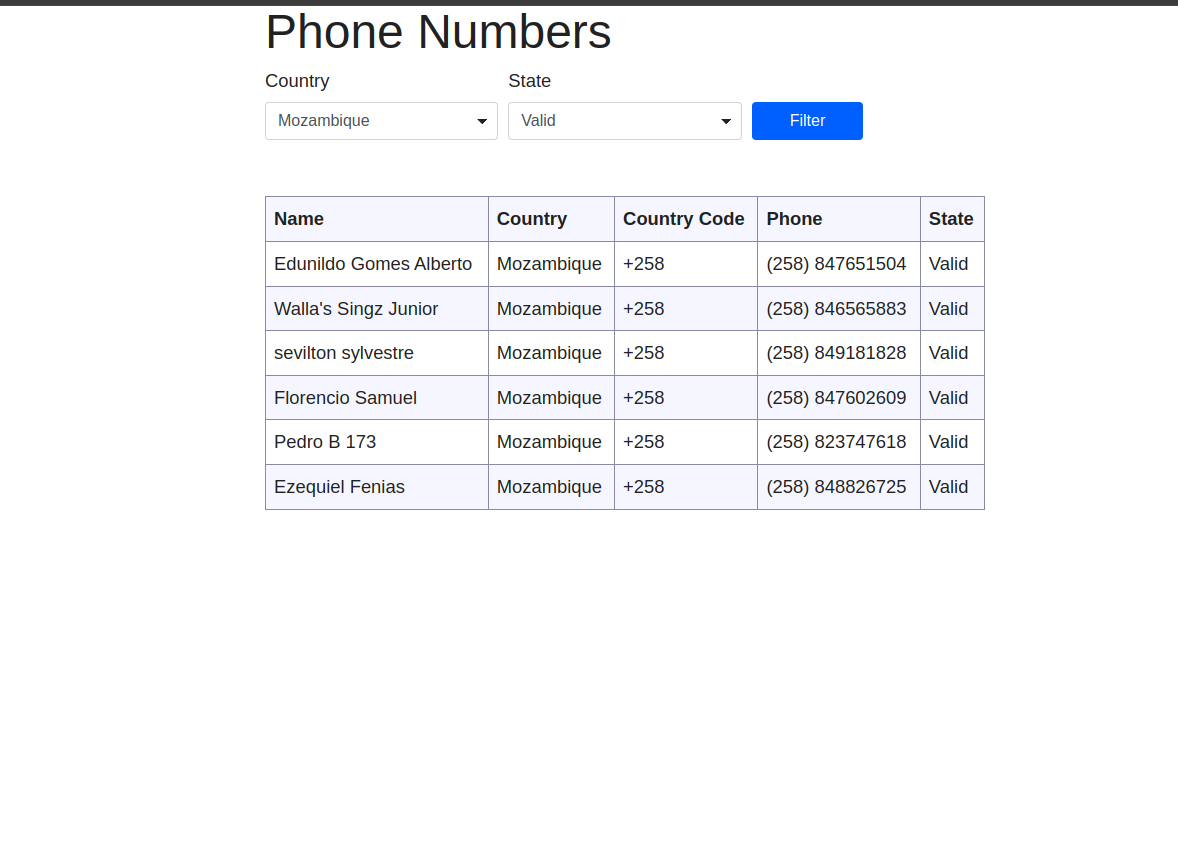 Phone Numbers
Country State
Mozambique Valid Filter
Name Country Country Code Phone State
Edunildo Gomes Alberto Mozambique +258 (258) 847651504 Valid
Walla's Singz Junior Mozambique +258 (258) 846565883 Valid
sevilton sylvestre Mozambique +258 (258) 849181828 Valid
Florencio Samuel Mozambique +258 (258) 847602609 Valid
Pedro B 173 Mozambique +258 (258) 823747618 Valid
Ezequiel Fenias Mozambique +258 (258) 848826725 Valid